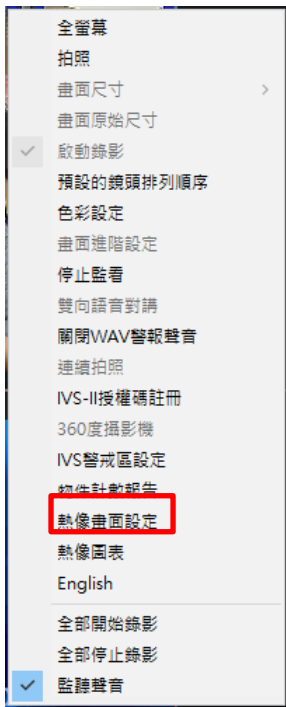 全螢幕
拍照
畫面尺寸
畫面原始尺寸
啟動錄影
預設的鏡頭排列順序
色彩設定
畫面進階設定
停止監看
雙向語音對講
關閉WAV警報聲音
連續拍照
IVS-II授權碼註冊
360度攝影機
IVS警戒區設定
物件計數報告
熱像畫面設定
熱像圖表
English
全部開始錄影
全部停止錄影
監聽聲音